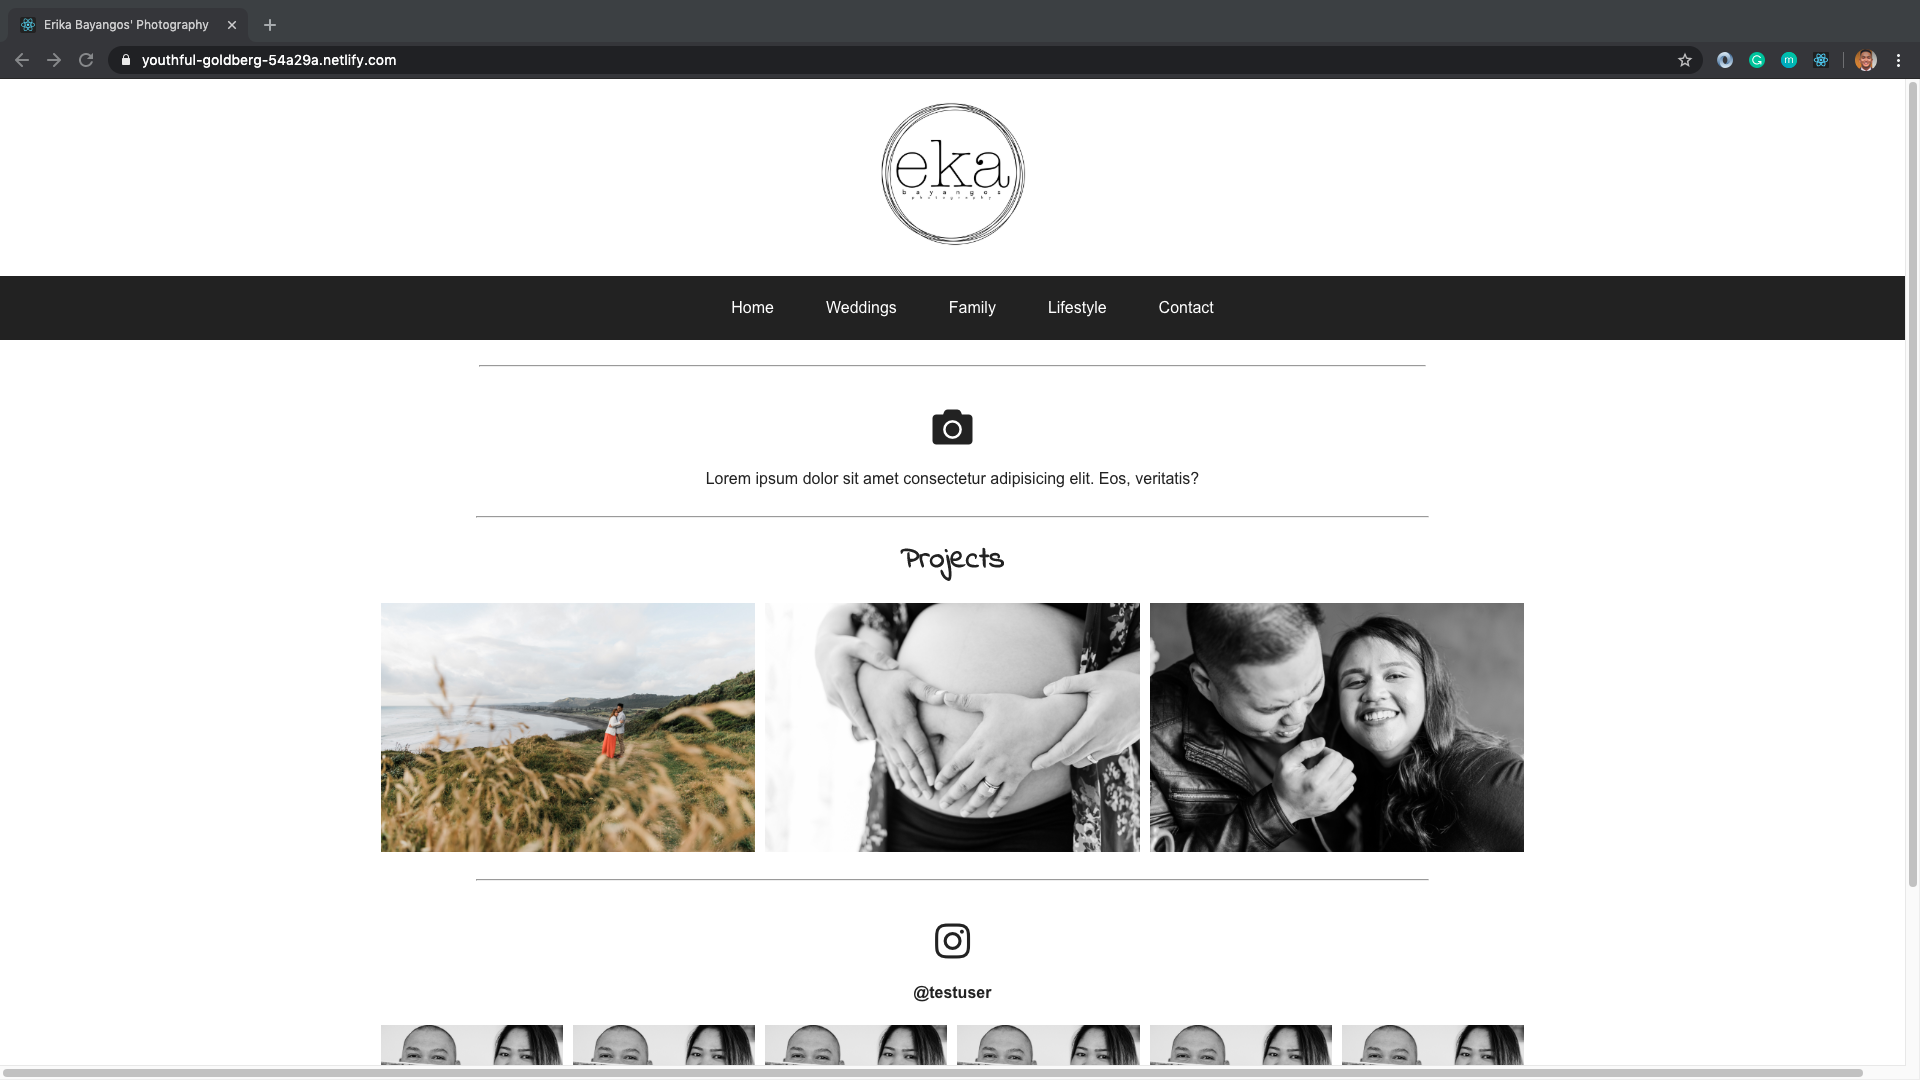 Erika Bayangos' Photography
youthful-goldberg-54a29a.netlify.com
eka
bayangos
photography
Home Weddings Family Lifestyle Contact
Lorem ipsum dolor sit amet consectetur adipisicing elit. Eos, veritatis?
Projects
@testuser